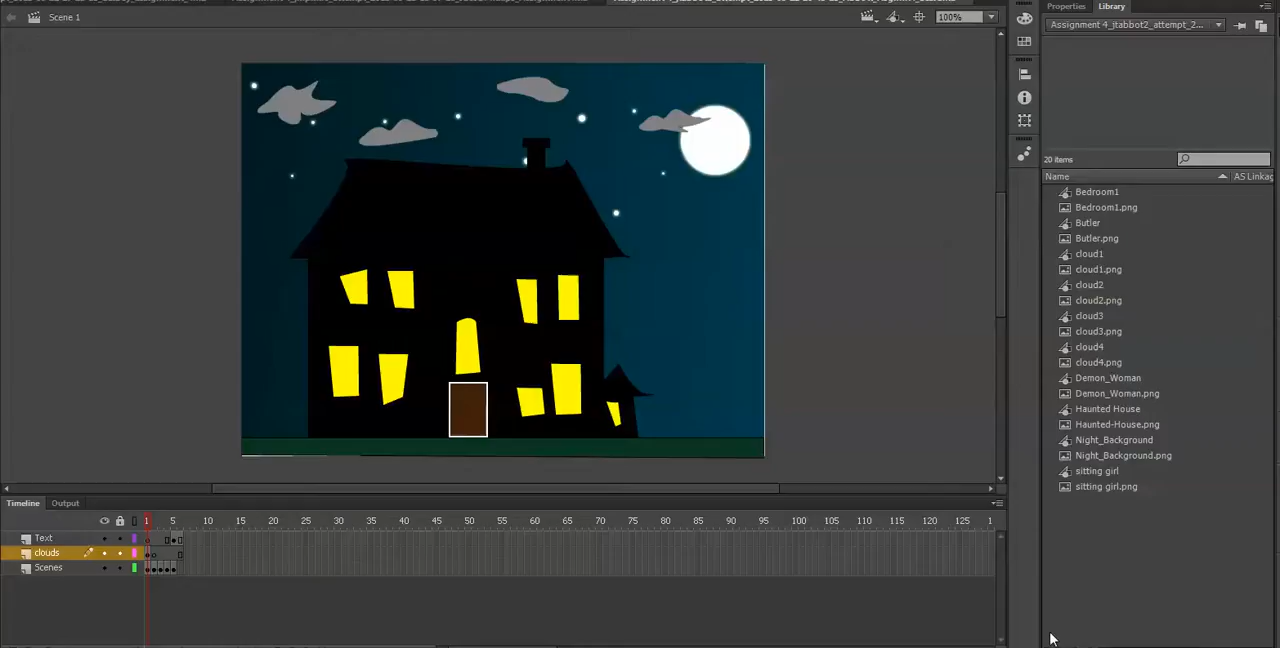 Scene 1
100%
Properties
Library
Assignment 4_jtabbot2_attempt_2...
20 items
Name
AS Linkag
Bedroom1
Bedroom1.png
Butler
Butler.png
cloud1
cloud1.png
cloud2
cloud2.png
cloud3
cloud3.png
cloud4
cloud4.png
Demon_Woman
Demon_Woman.png
Haunted House
Haunted-House.png
Night_Background
Night_Background.png
sitting girl
sitting girl.png
Timeline
Output
1 5 10 15 20 25 30 35 40 45 50 55 60 65 70 75 80 85 90 95 100 105 110 115 120 125 1
Text
clouds
Scenes